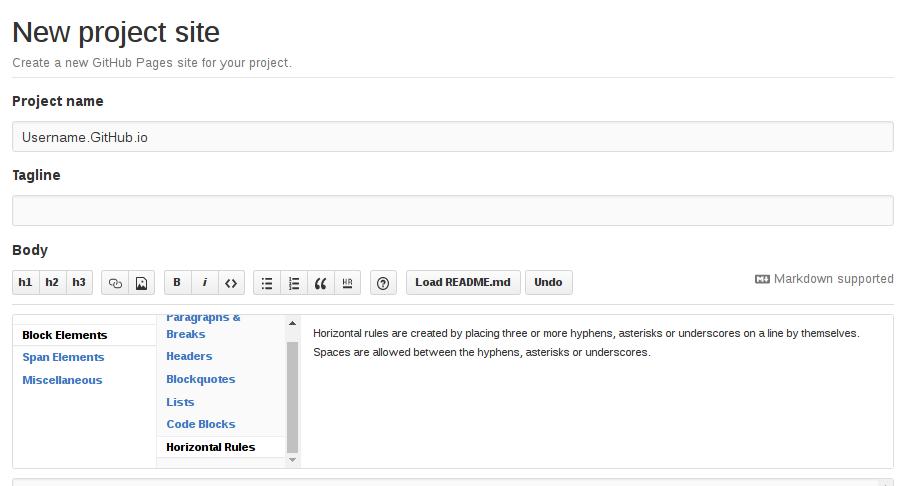 New project site
Create a new GitHub Pages site for your project.
Project name
Username.GitHub.io
Tagline
Body
h1 h2 h3 B i <> HR ? Load README.md Undo M↓ Markdown supported
Block Elements
Span Elements
Miscellaneous
Paragraphs &
Breaks
Headers
Blockquotes
Lists
Code Blocks
Horizontal Rules
Horizontal rules are created by placing three or more hyphens, asterisks or underscores on a line by themselves.
Spaces are allowed between the hyphens, asterisks or underscores.